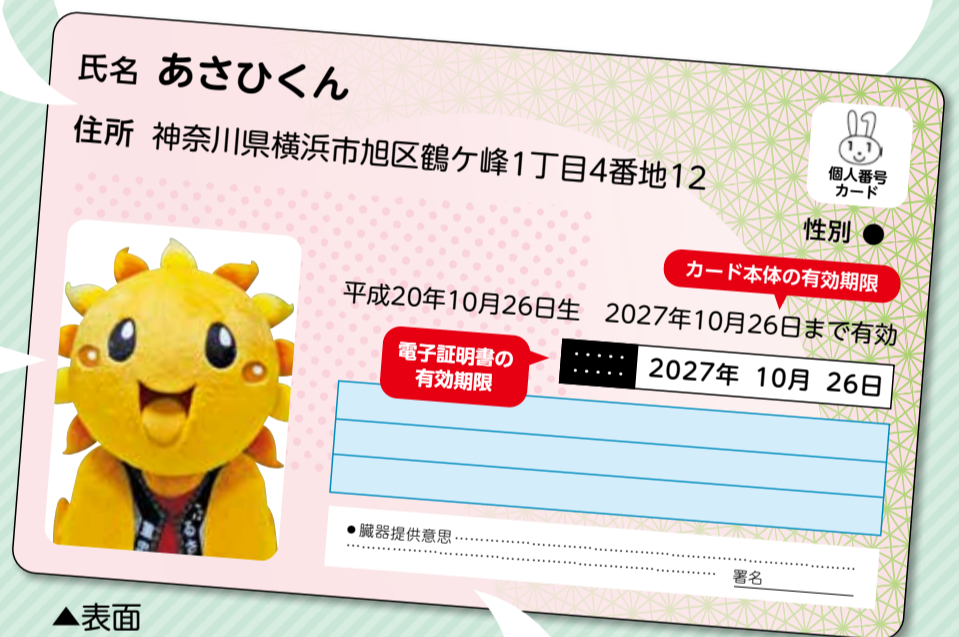 氏名 あさひくん
住所 神奈川県横浜市旭区鶴ケ峰1丁目4番地12
個人番号
カード
性別 ●
カード本体の有効期限
平成20年10月26日生 2027年10月26日まで有効
電子証明書の
有効期限
2027年 10月 26日
●臓器提供意思
署名
▲表面